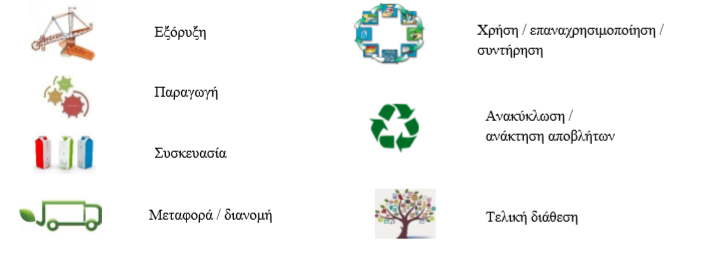 Εξόρυξη
Παραγωγή
Συσκευασία
Μεταφορά / διανομή
Χρήση / επαναχρησιμοποίηση /
συντήρηση
Ανακύκλωση /
ανάκτηση αποβλήτων
Τελική διάθεση